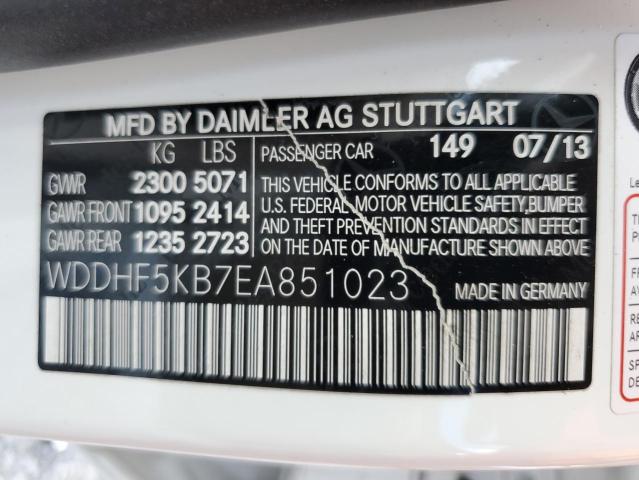 MFD BY DAIMLER AG STUTTGART
KG LBS
GVWR 2300 5071
GAWR FRONT 1095 2414
GAWR REAR 1235 2723
PASSENGER CAR 149 07/13
THIS VEHICLE CONFORMS TO ALL APPLICABLE
U.S. FEDERAL MOTOR VEHICLE SAFETY, BUMPER
AND THEFT PREVENTION STANDARDS IN EFFECT
ON THE DATE OF MANUFACTURE SHOWN ABOVE.
WDDHF5KB7EA851023
MADE IN GERMANY